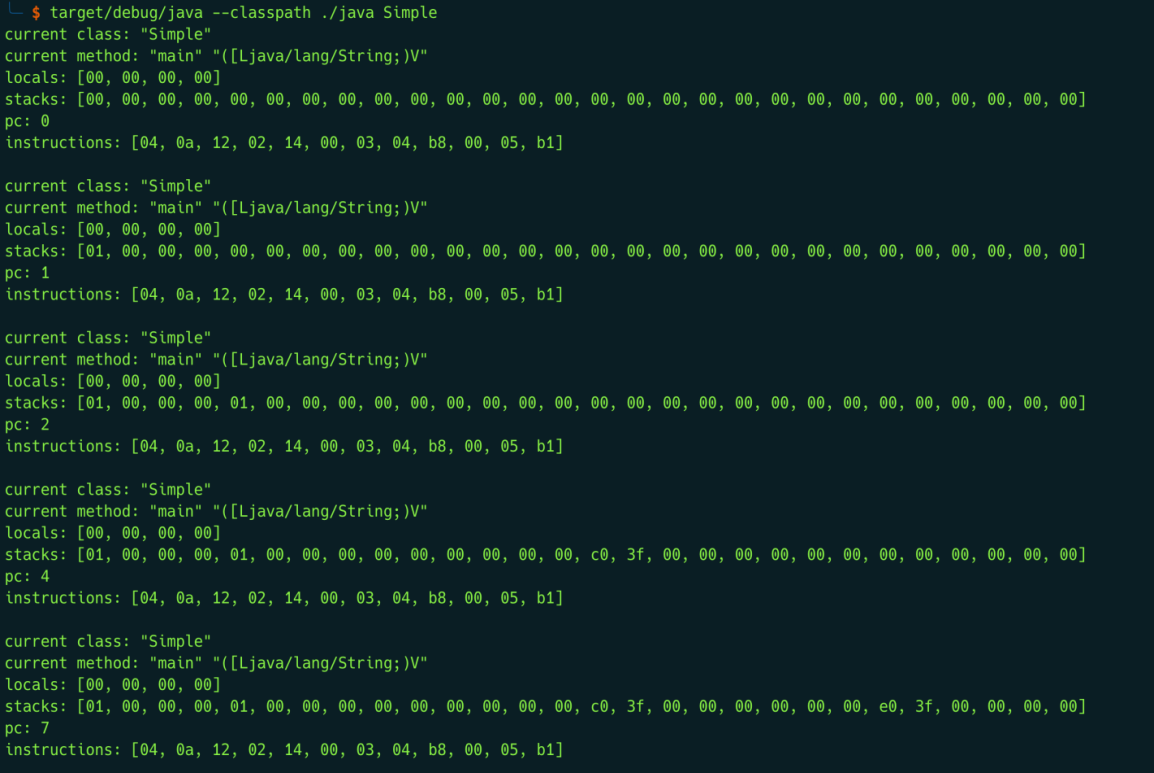 $ target/debug/java --classpath ./java Simple
current class: "Simple"
current method: "main" "([Ljava/lang/String;)V"
locals: [00, 00, 00, 00]
stacks: [00, 00, 00, 00, 00, 00, 00, 00, 00, 00, 00, 00, 00, 00, 00, 00, 00, 00, 00, 00, 00, 00, 00, 00, 00, 00, 00, 00]
pc: 0
instructions: [04, 0a, 12, 02, 14, 00, 03, 04, b8, 00, 05, b1]

current class: "Simple"
current method: "main" "([Ljava/lang/String;)V"
locals: [00, 00, 00, 00]
stacks: [01, 00, 00, 00, 00, 00, 00, 00, 00, 00, 00, 00, 00, 00, 00, 00, 00, 00, 00, 00, 00, 00, 00, 00, 00, 00, 00, 00]
pc: 1
instructions: [04, 0a, 12, 02, 14, 00, 03, 04, b8, 00, 05, b1]

current class: "Simple"
current method: "main" "([Ljava/lang/String;)V"
locals: [00, 00, 00, 00]
stacks: [01, 00, 00, 00, 01, 00, 00, 00, 00, 00, 00, 00, 00, 00, 00, 00, 00, 00, 00, 00, 00, 00, 00, 00, 00, 00, 00, 00]
pc: 2
instructions: [04, 0a, 12, 02, 14, 00, 03, 04, b8, 00, 05, b1]

current class: "Simple"
current method: "main" "([Ljava/lang/String;)V"
locals: [00, 00, 00, 00]
stacks: [01, 00, 00, 00, 01, 00, 00, 00, 00, 00, 00, 00, 00, 00, c0, 3f, 00, 00, 00, 00, 00, 00, 00, 00, 00, 00, 00, 00]
pc: 4
instructions: [04, 0a, 12, 02, 14, 00, 03, 04, b8, 00, 05, b1]

current class: "Simple"
current method: "main" "([Ljava/lang/String;)V"
locals: [00, 00, 00, 00]
stacks: [01, 00, 00, 00, 01, 00, 00, 00, 00, 00, 00, 00, 00, 00, c0, 3f, 00, 00, 00, 00, 00, 00, e0, 3f, 00, 00, 00, 00]
pc: 7
instructions: [04, 0a, 12, 02, 14, 00, 03, 04, b8, 00, 05, b1]